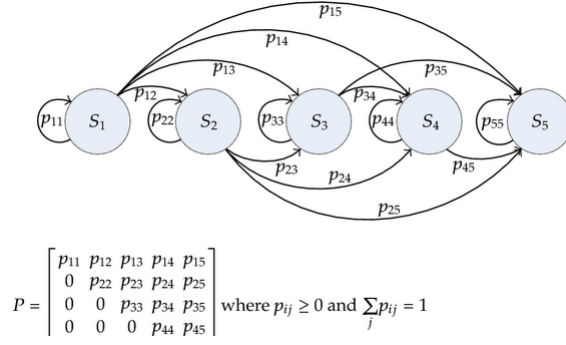 p15
p14
p13
p35
p12
p34
p11 S1 p22 S2 p33 S3 p44 S4 p55 S5
p23
p24
p45
p25
p11 p12 p13 p14 p15
0 p22 p23 p24 p25
P = 0 0 p33 p34 p35 where pij ≥ 0 and ∑j pij = 1
0 0 0 p44 p45